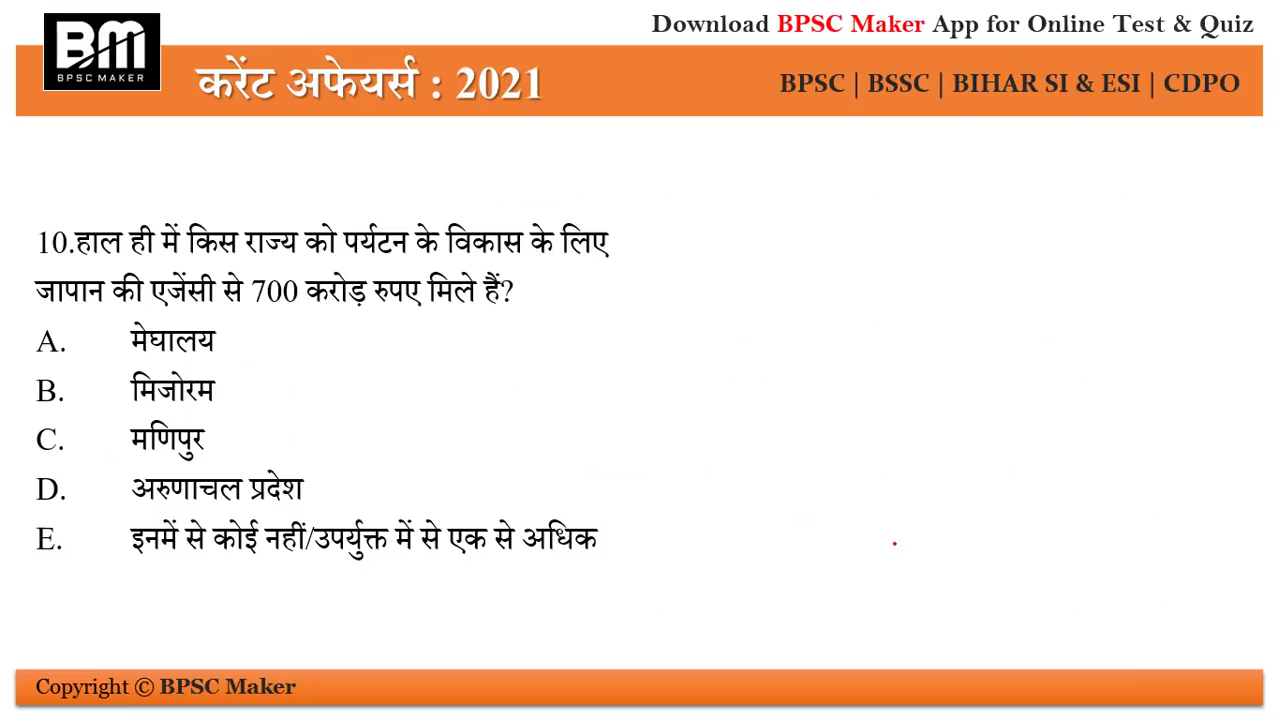 Download BPSC Maker App for Online Test & Quiz
BM
BPSC MAKER
करेंट अफेयर्स : 2021
BPSC | BSSC | BIHAR SI & ESI | CDPO
10.हाल ही में किस राज्य को पर्यटन के विकास के लिए
जापान की एजेंसी से 700 करोड़ रुपए मिले हैं?
A. मेघालय
B. मिजोरम
C. मणिपुर
D. अरुणाचल प्रदेश
E. इनमें से कोई नहीं/उपर्युक्त में से एक से अधिक
Copyright © BPSC Maker